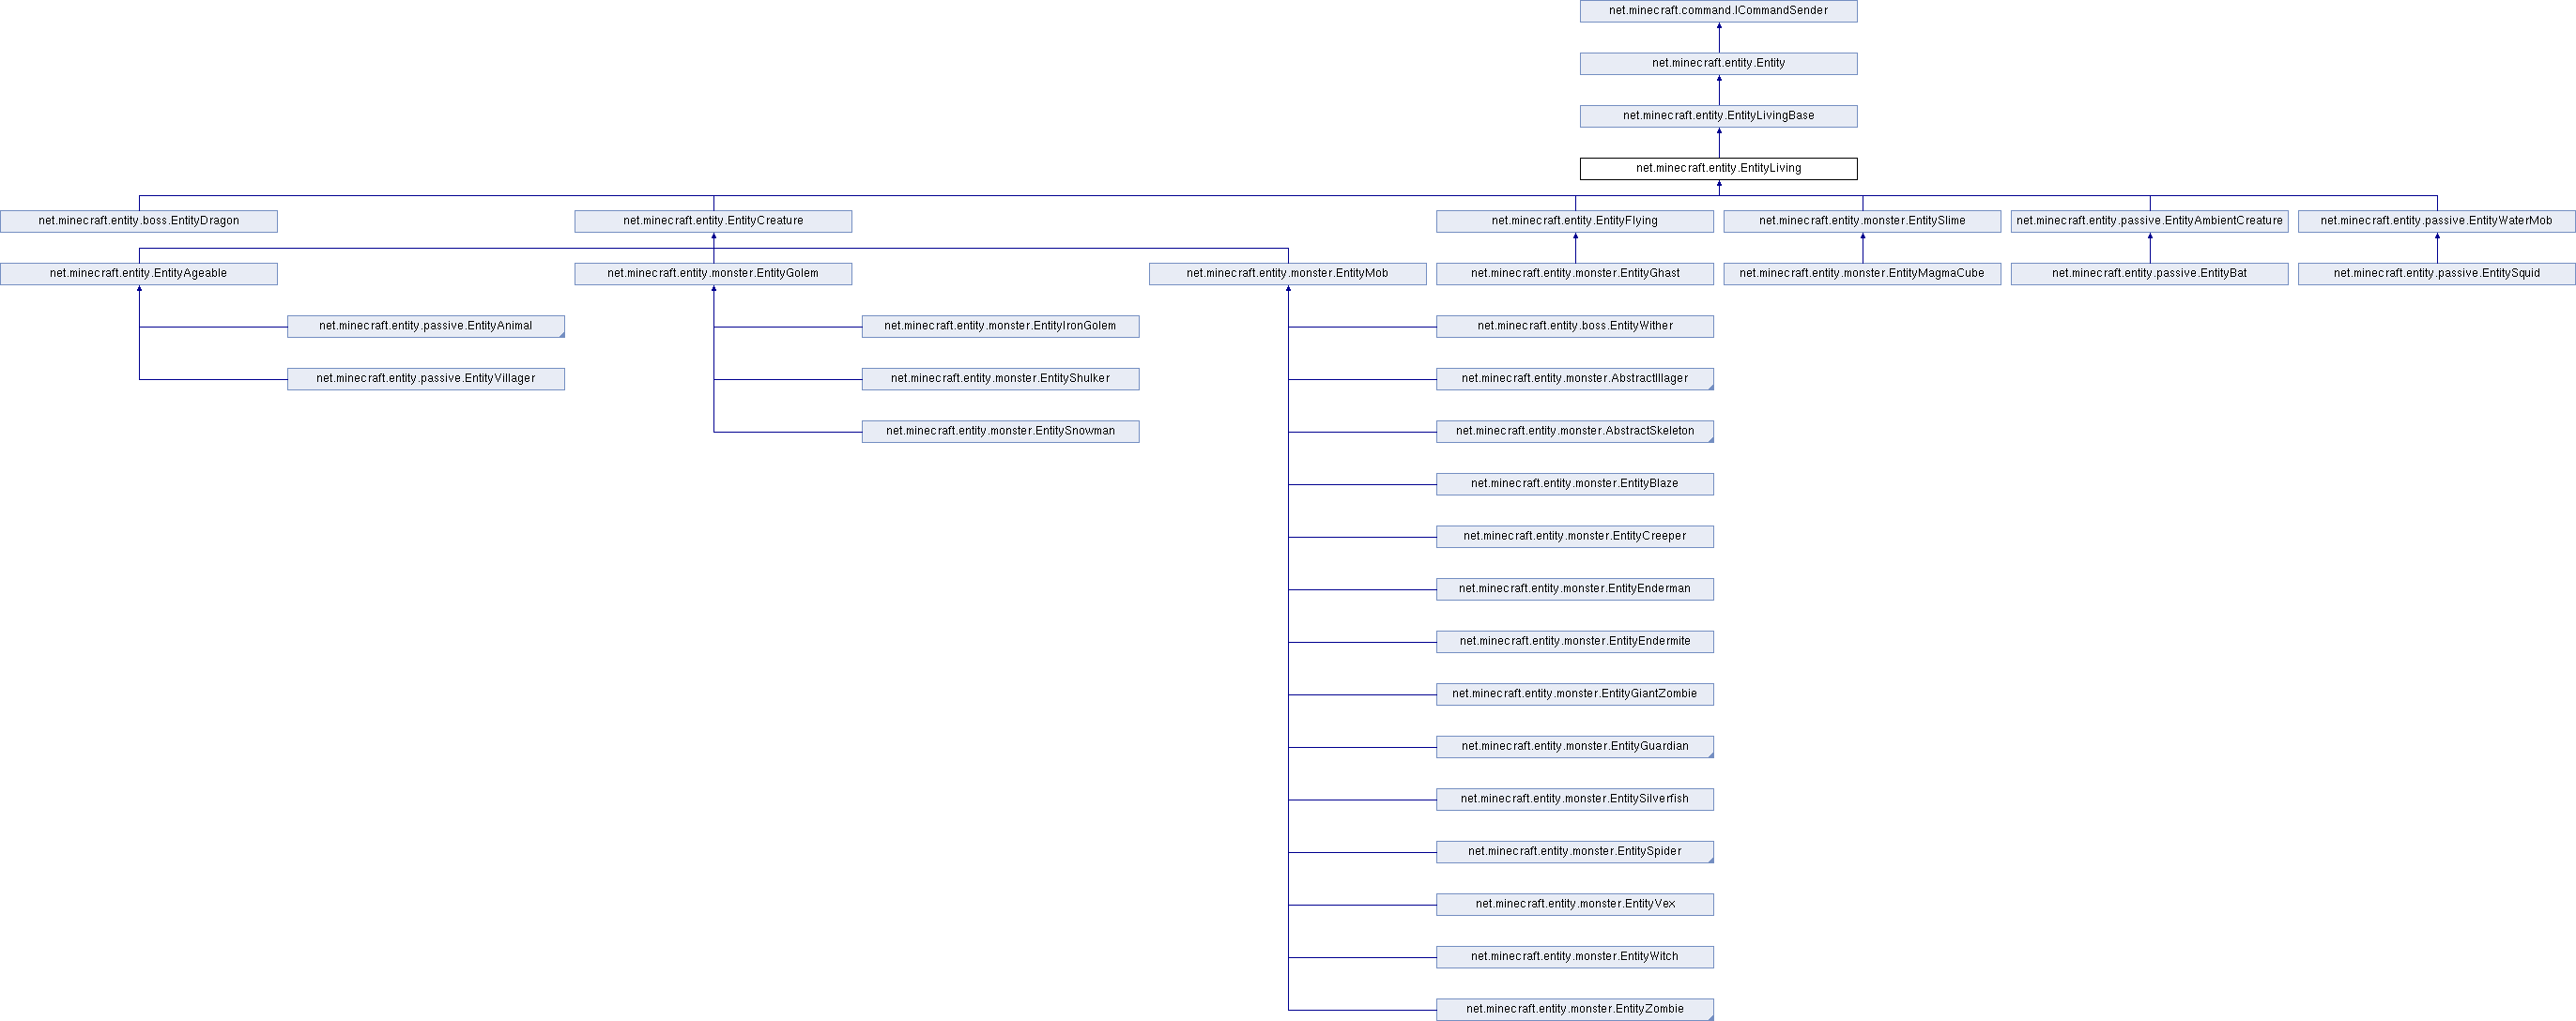 net.minecraft.command.ICommandSender
net.minecraft.entity.Entity
net.minecraft.entity.EntityLivingBase
net.minecraft.entity.EntityLiving
net.minecraft.entity.boss.EntityDragon
net.minecraft.entity.EntityCreature
net.minecraft.entity.EntityFlying
net.minecraft.entity.monster.EntitySlime
net.minecraft.entity.passive.EntityAmbientCreature
net.minecraft.entity.passive.EntityWaterMob
net.minecraft.entity.EntityAgeable
net.minecraft.entity.monster.EntityGolem
net.minecraft.entity.monster.EntityMob
net.minecraft.entity.monster.EntityGhast
net.minecraft.entity.monster.EntityMagmaCube
net.minecraft.entity.passive.EntityBat
net.minecraft.entity.passive.EntitySquid
net.minecraft.entity.passive.EntityAnimal
net.minecraft.entity.monster.EntityIronGolem
net.minecraft.entity.boss.EntityWither
net.minecraft.entity.passive.EntityVillager
net.minecraft.entity.monster.EntityShulker
net.minecraft.entity.monster.AbstractIllager
net.minecraft.entity.monster.EntitySnowman
net.minecraft.entity.monster.AbstractSkeleton
net.minecraft.entity.monster.EntityBlaze
net.minecraft.entity.monster.EntityCreeper
net.minecraft.entity.monster.EntityEnderman
net.minecraft.entity.monster.EntityEndermite
net.minecraft.entity.monster.EntityGiantZombie
net.minecraft.entity.monster.EntityGuardian
net.minecraft.entity.monster.EntitySilverfish
net.minecraft.entity.monster.EntitySpider
net.minecraft.entity.monster.EntityVex
net.minecraft.entity.monster.EntityWitch
net.minecraft.entity.monster.EntityZombie